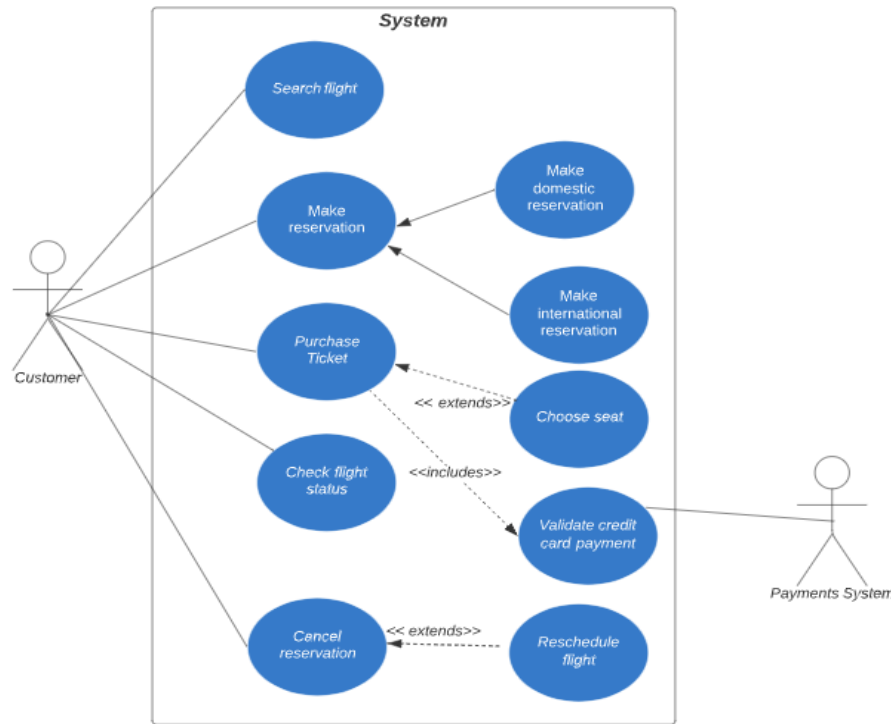 System
Search flight
Make
domestic
reservation
Make
reservation
Make
international
reservation
Purchase
Ticket
Customer
<< extends>>
Choose seat
Check flight
status
<<includes>>
Validate credit
card payment
Payments System
Cancel
reservation
<< extends>>
Reschedule
flight